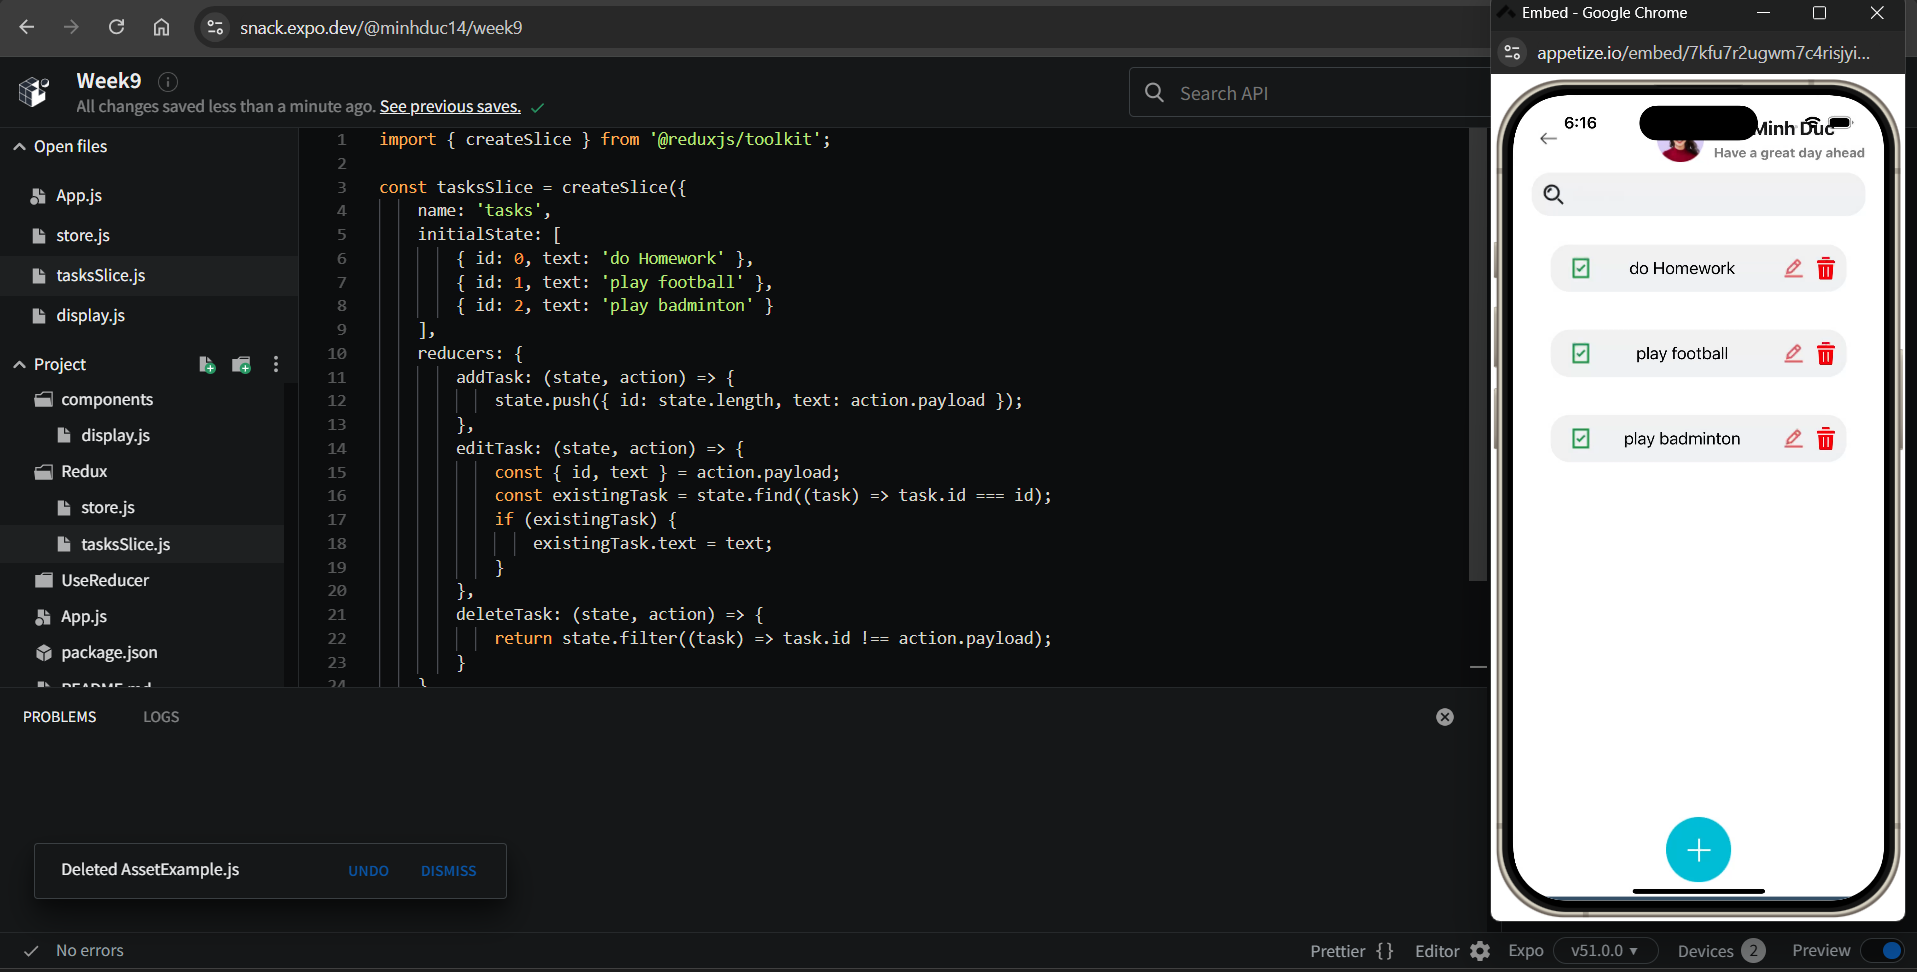 snack.expo.dev/@minhduc14/week9
Week9
All changes saved less than a minute ago. See previous saves.
Search API
Open files
App.js
store.js
tasksSlice.js
display.js
Project
components
display.js
Redux
store.js
tasksSlice.js
UseReducer
App.js
package.json
README.md
1 import { createSlice } from '@reduxjs/toolkit';
2
3 const tasksSlice = createSlice({
4 name: 'tasks',
5 initialState: [
6 { id: 0, text: 'do Homework' },
7 { id: 1, text: 'play football' },
8 { id: 2, text: 'play badminton' }
9 ],
10 reducers: {
11 addTask: (state, action) => {
12 state.push({ id: state.length, text: action.payload });
13 },
14 editTask: (state, action) => {
15 const { id, text } = action.payload;
16 const existingTask = state.find((task) => task.id === id);
17 if (existingTask) {
18 existingTask.text = text;
19 }
20 },
21 deleteTask: (state, action) => {
22 return state.filter((task) => task.id !== action.payload);
23 }
24 }
PROBLEMS
LOGS
Deleted AssetExample.js
UNDO
DISMISS
No errors
Prettier {}
Editor
Expo
v51.0.0
Devices 2
Preview
Embed - Google Chrome
appetize.io/embed/7kfu7r2ugwm7c4risjyi...
6:16
Minh Duc
Have a great day ahead
do Homework
play football
play badminton